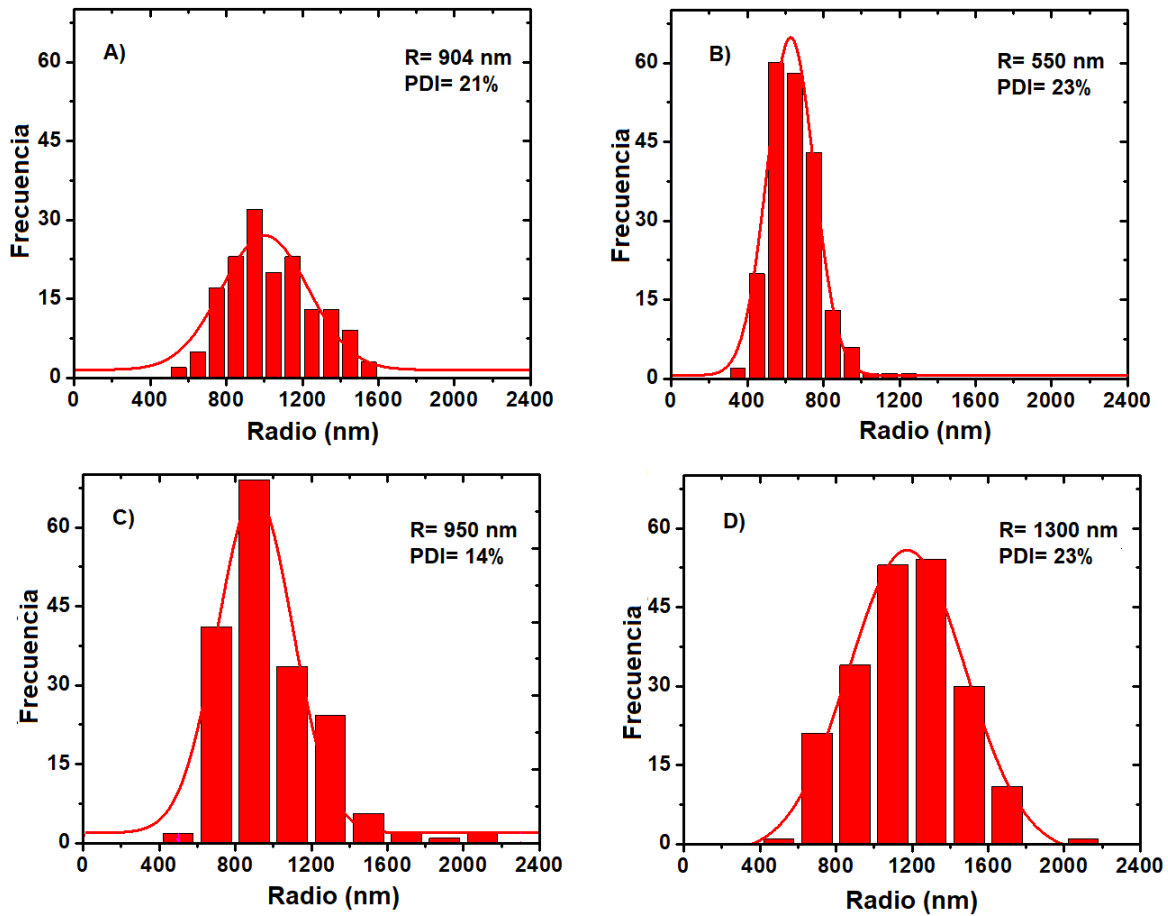 A)
R= 904 nm
PDI= 21%
Frecuencia
60
45
30
15
0
0 400 800 1200 1600 2000 2400
Radio (nm)
B)
R= 550 nm
PDI= 23%
Frecuencia
60
45
30
15
0
0 400 800 1200 1600 2000 2400
Radio (nm)
C)
R= 950 nm
PDI= 14%
Frecuencia
60
45
30
15
0
0 400 800 1200 1600 2000 2400
Radio (nm)
D)
R= 1300 nm
PDI= 23%
Frecuencia
60
45
30
15
0
0 400 800 1200 1600 2000 2400
Radio (nm)